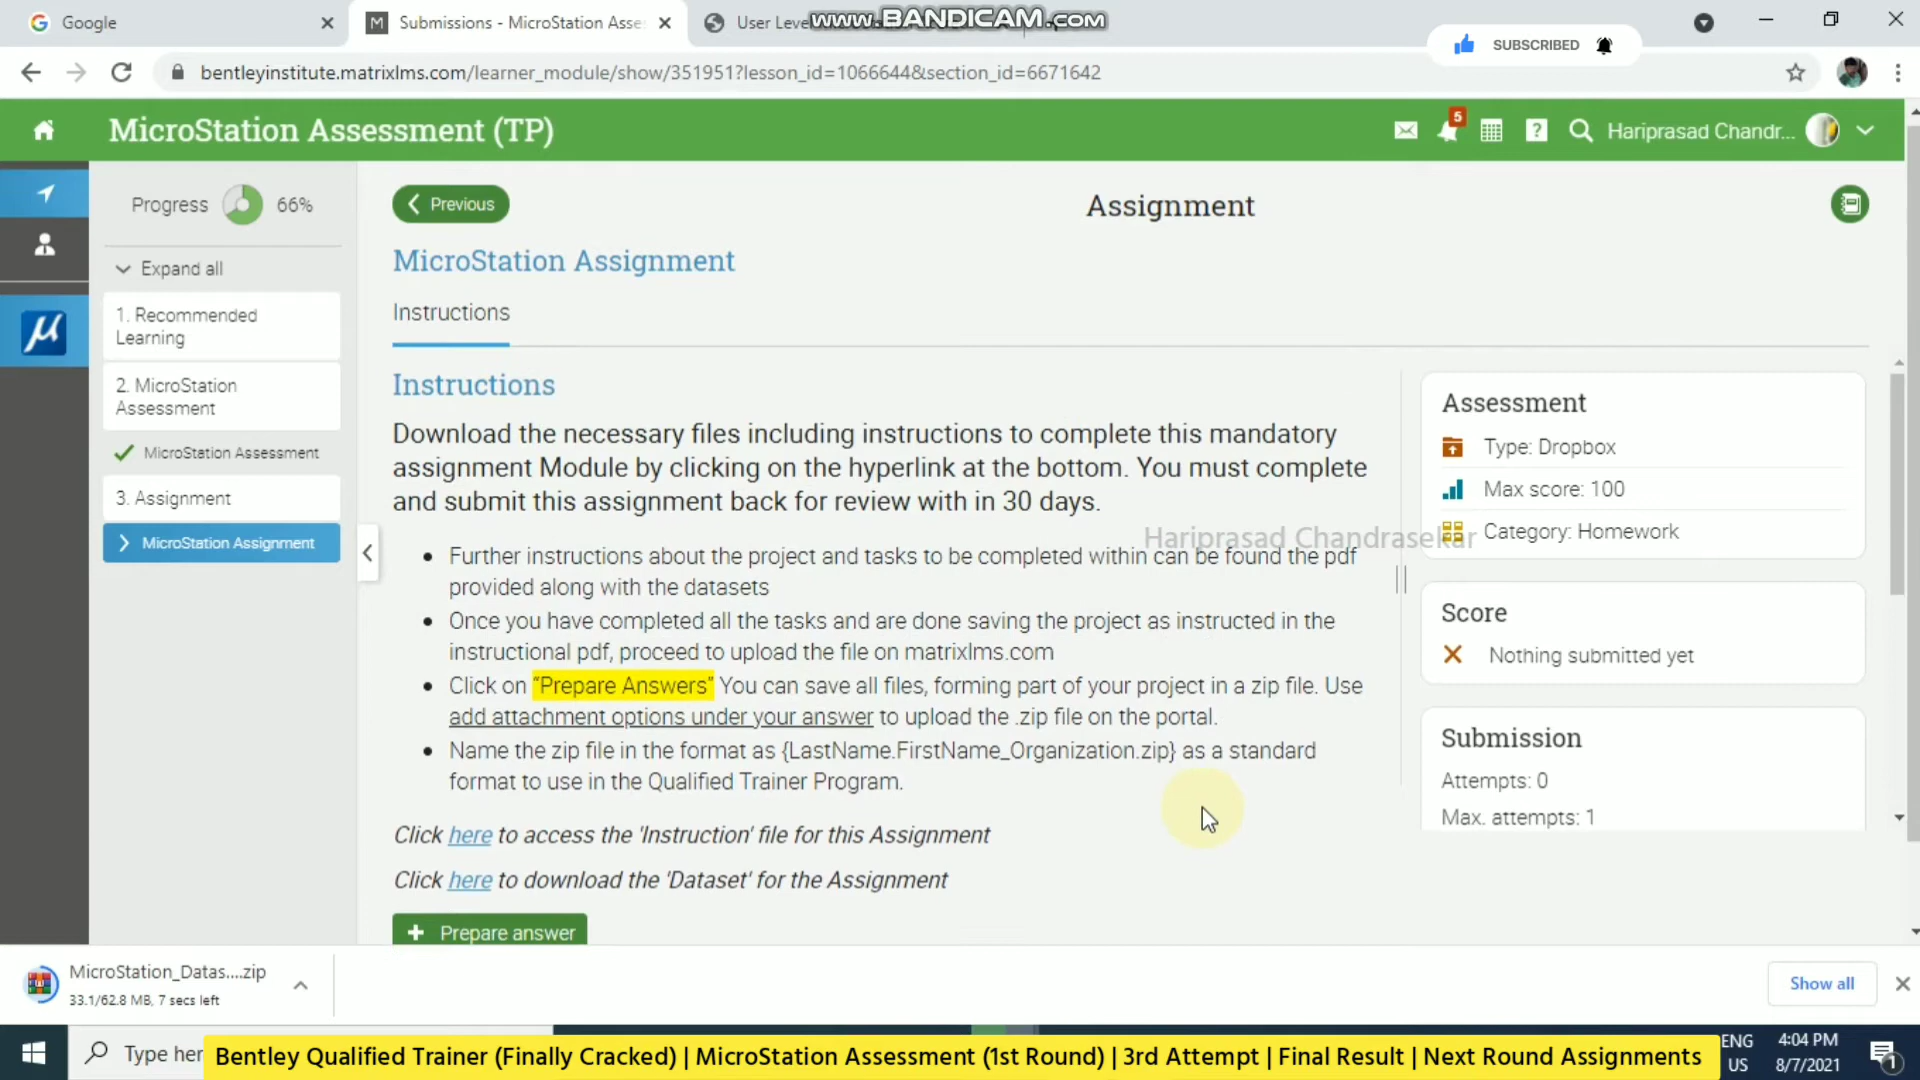 Google
Submissions - MicroStation Asse
User Leve
www.BANDICAM.com
SUBSCRIBED
bentleyinstitute.matrixlms.com/learner_module/show/351951?lesson_id=1066644&section_id=6671642
MicroStation Assessment (TP)
5
Hariprasad Chandr...
Progress 66%
Previous
Assignment
Expand all
MicroStation Assignment
1. Recommended
Learning
Instructions
2. MicroStation
Assessment
MicroStation Assessment
3. Assignment
MicroStation Assignment
Instructions
Download the necessary files including instructions to complete this mandatory
assignment Module by clicking on the hyperlink at the bottom. You must complete
and submit this assignment back for review with in 30 days.
Hariprasad Chandrasekar
• Further instructions about the project and tasks to be completed within can be found the pdf
provided along with the datasets
• Once you have completed all the tasks and are done saving the project as instructed in the
instructional pdf, proceed to upload the file on matrixlms.com
• Click on “Prepare Answers” You can save all files, forming part of your project in a zip file. Use
add attachment options under your answer to upload the .zip file on the portal.
• Name the zip file in the format as {LastName.FirstName_Organization.zip} as a standard
format to use in the Qualified Trainer Program.
Click here to access the 'Instruction' file for this Assignment
Click here to download the 'Dataset' for the Assignment
+ Prepare answer
Assessment
Type: Dropbox
Max score: 100
Category: Homework
Score
Nothing submitted yet
Submission
Attempts: 0
Max. attempts: 1
MicroStation_Datas....zip
33.1/62.8 MB, 7 secs left
Show all
Type her
Bentley Qualified Trainer (Finally Cracked) | MicroStation Assessment (1st Round) | 3rd Attempt | Final Result | Next Round Assignments
ENG
US
4:04 PM
8/7/2021
1